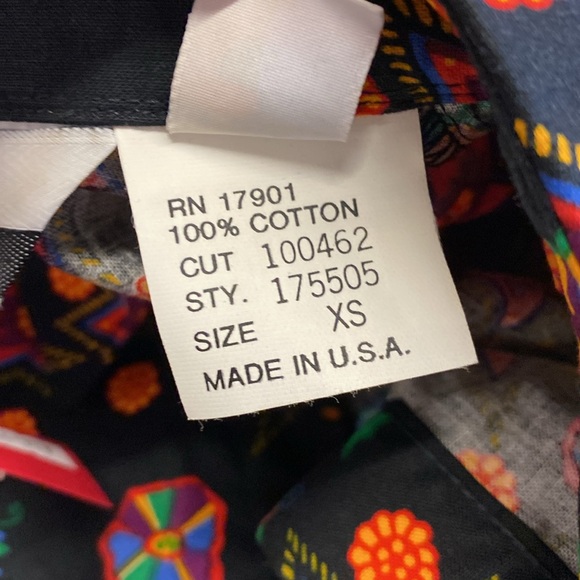 RN 17901
100% COTTON
CUT 100462
STY. 175505
SIZE XS
MADE IN U.S.A.